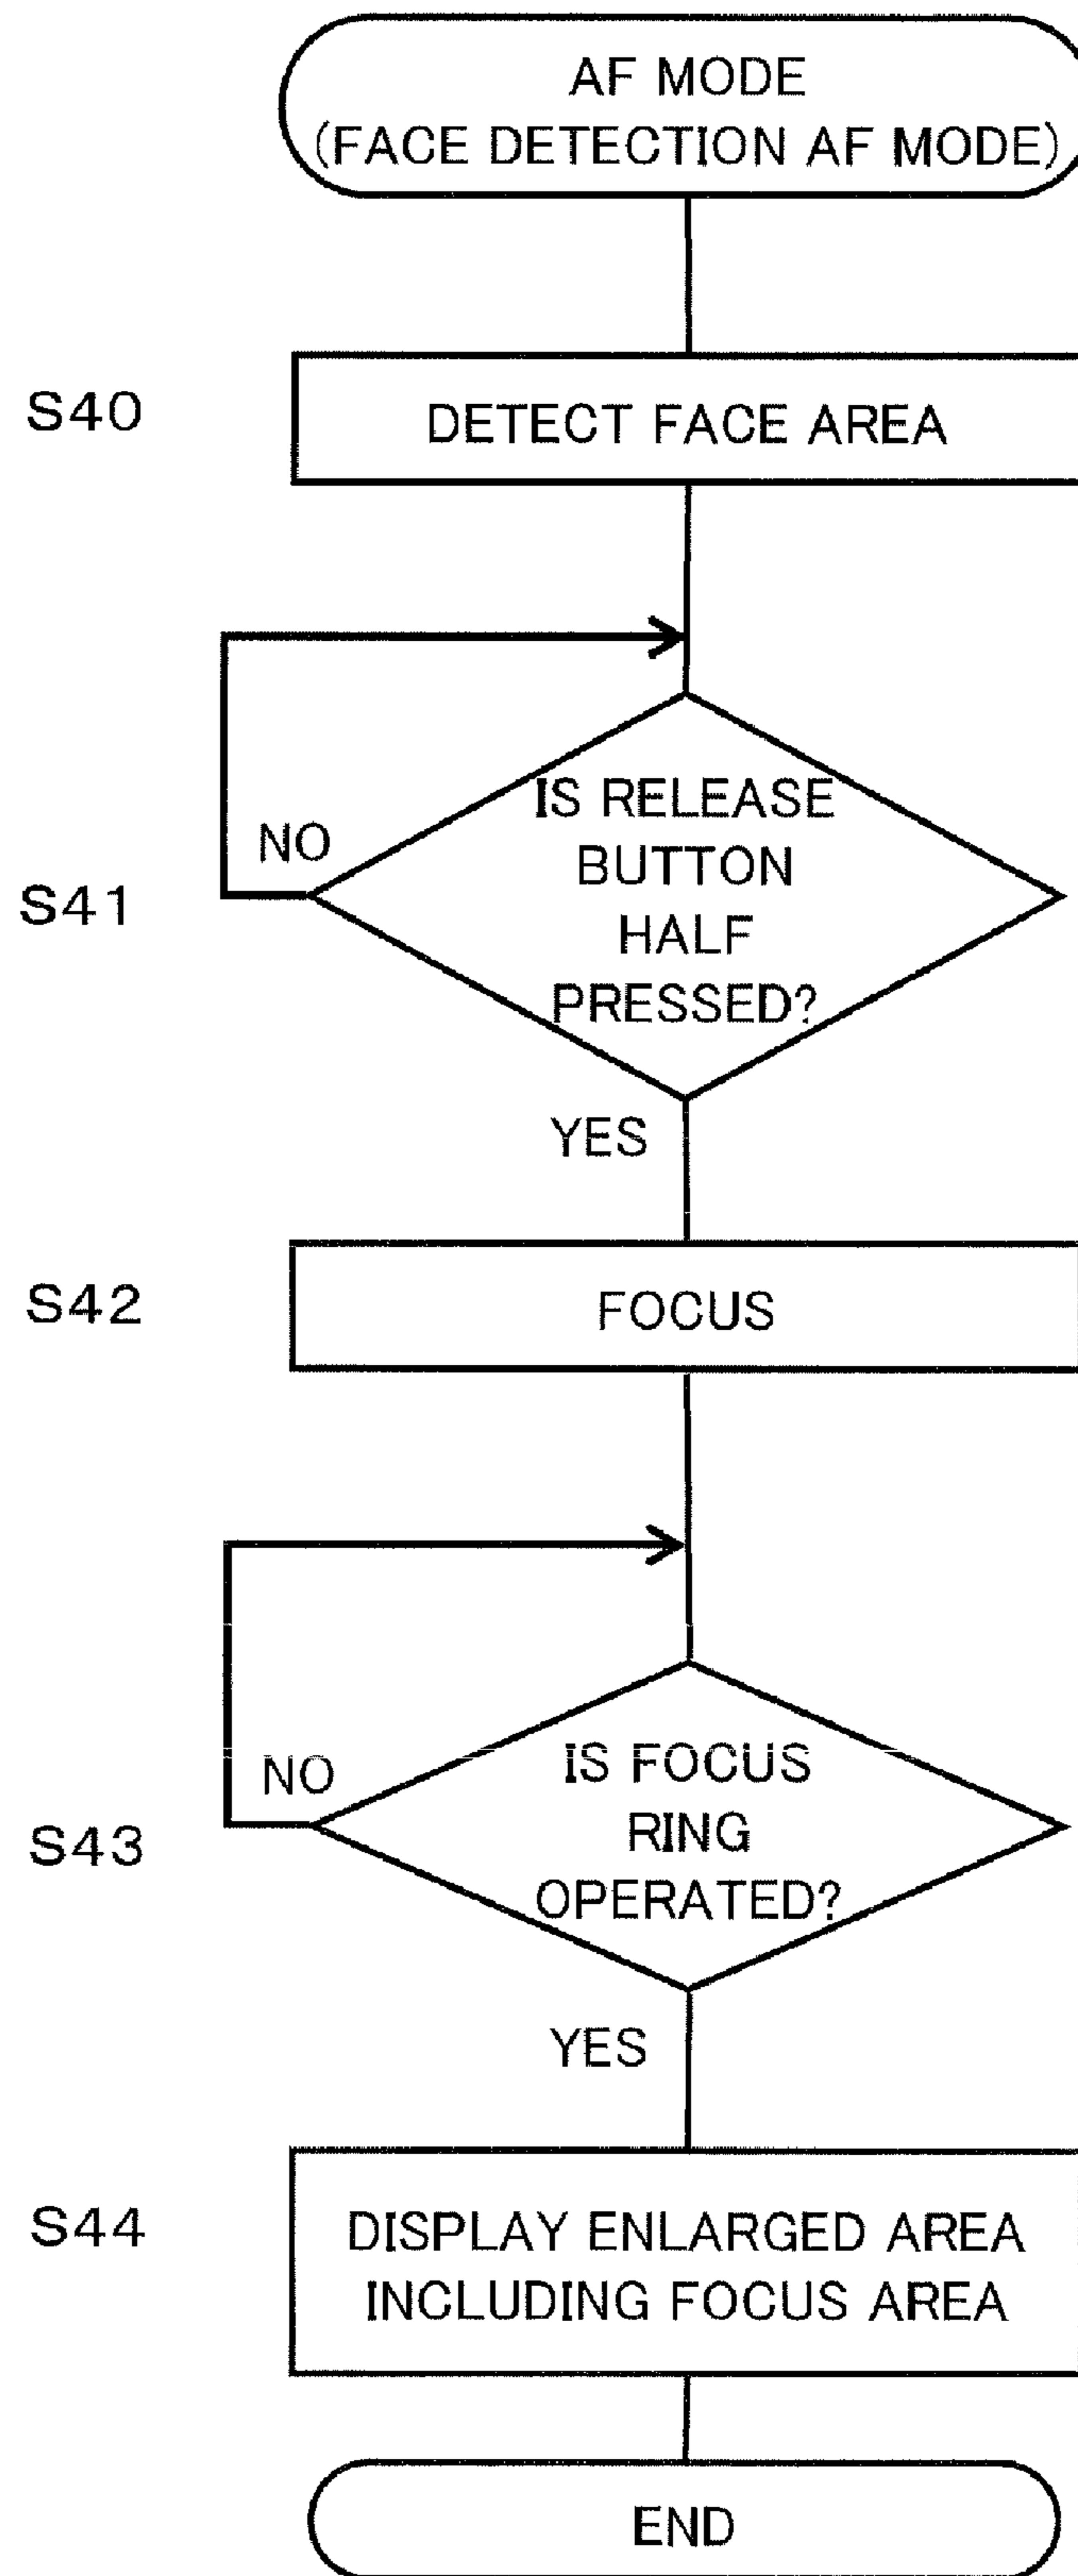 AF MODE
(FACE DETECTION AF MODE)
S40
DETECT FACE AREA
IS RELEASE
BUTTON
HALF
PRESSED?
NO
S41
YES
S42
FOCUS
IS FOCUS
RING
OPERATED?
NO
S43
YES
S44
DISPLAY ENLARGED AREA
INCLUDING FOCUS AREA
END